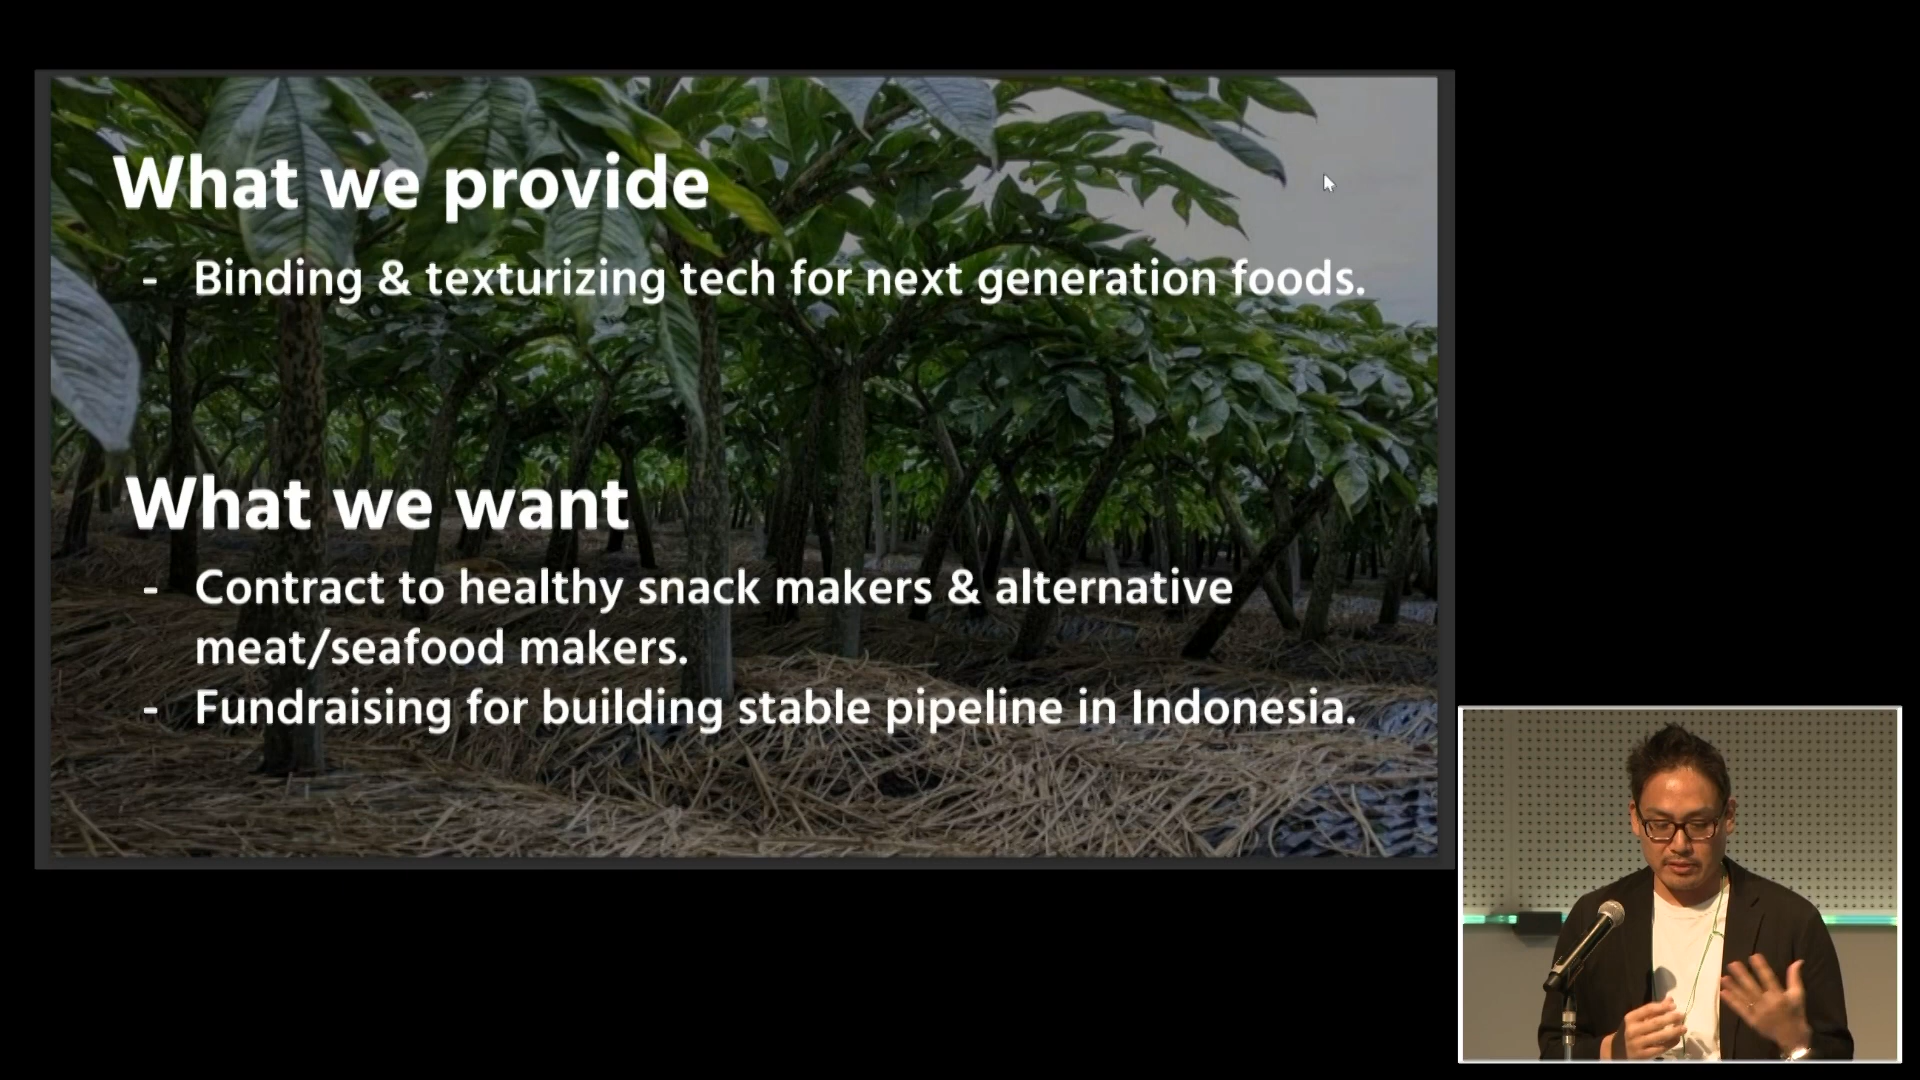 What we provide
- Binding & texturizing tech for next generation foods.
What we want
- Contract to healthy snack makers & alternative
meat/seafood makers.
- Fundraising for building stable pipeline in Indonesia.